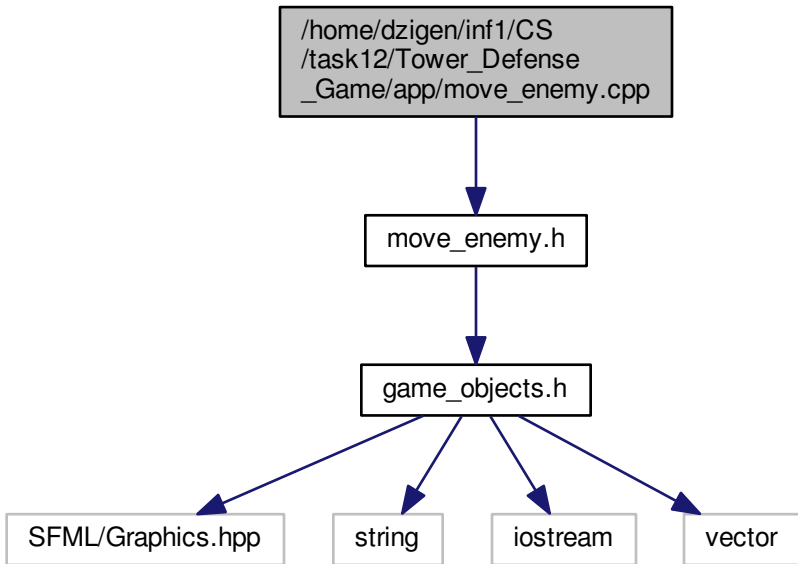 /home/dzigen/inf1/CS
/task12/Tower_Defense
_Game/app/move_enemy.cpp
move_enemy.h
game_objects.h
SFML/Graphics.hpp
string
iostream
vector